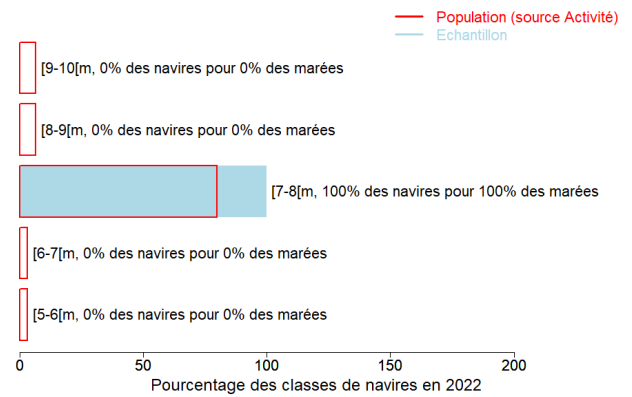 Population (source Activité)
Echantillon
[9-10[m, 0% des navires pour 0% des marées
[8-9[m, 0% des navires pour 0% des marées
[7-8[m, 100% des navires pour 100% des marées
[6-7[m, 0% des navires pour 0% des marées
[5-6[m, 0% des navires pour 0% des marées
0 50 100 150 200
Pourcentage des classes de navires en 2022